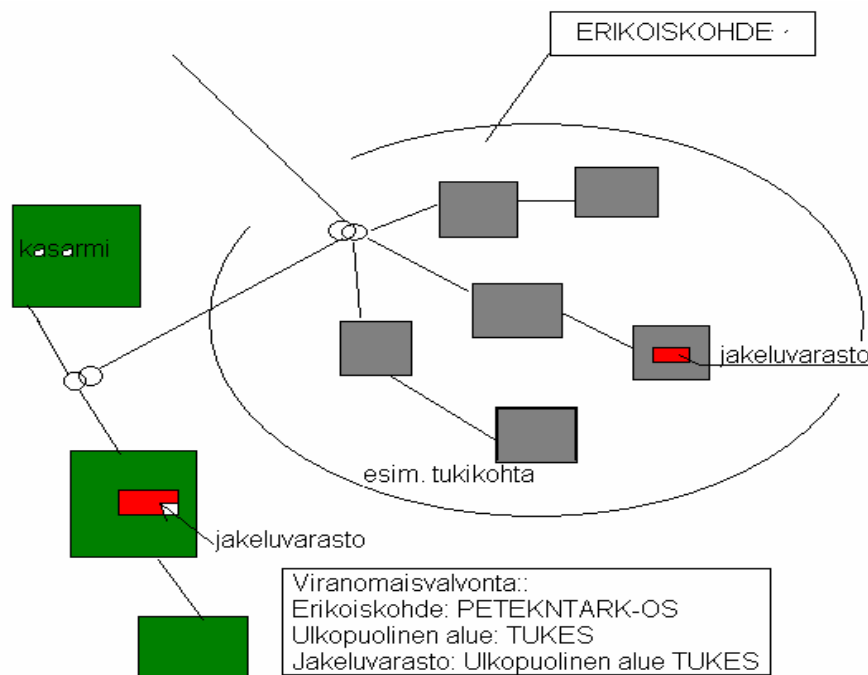 ERIKOISKOHDE
kasarmi
jakeluvarasto
esim. tukikohta
jakeluvarasto
Viranomaisvalvonta::
Erikoiskohde: PETEKNTARK-OS
Ulkopuolinen alue: TUKES
Jakeluvarasto: Ulkopuolinen alue TUKES